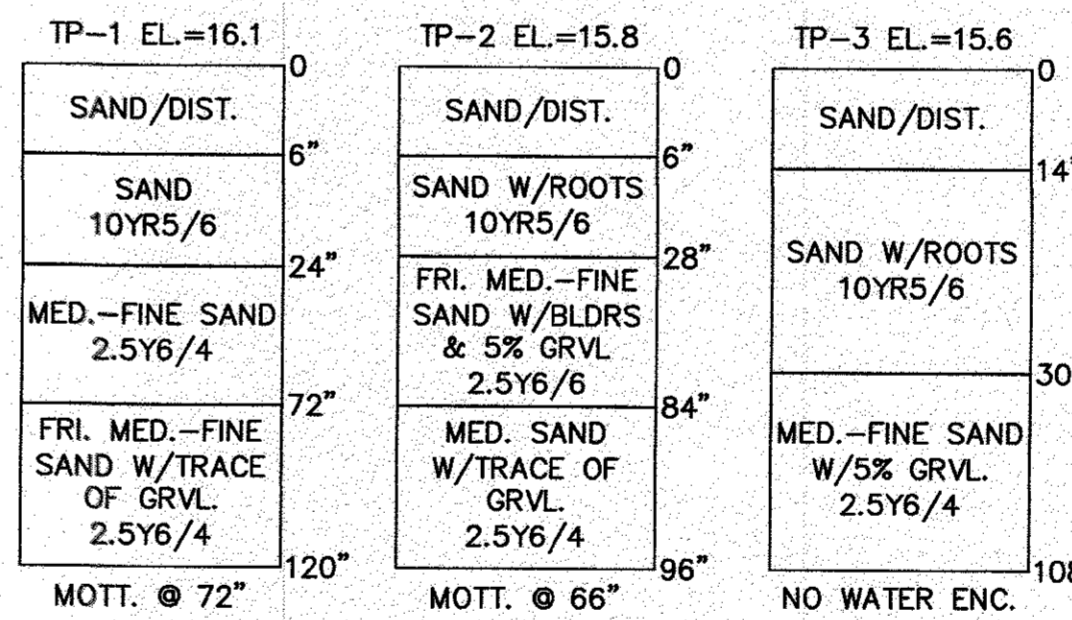 TP-1 EL.=16.1
0
SAND/DIST.
6"
SAND
10YR5/6
24"
MED.-FINE SAND
2.5Y6/4
72"
FRI. MED.-FINE
SAND W/TRACE
OF GRVL.
2.5Y6/4
120"
MOTT. @ 72"
TP-2 EL.=15.8
0
SAND/DIST.
6"
SAND W/ROOTS
10YR5/6
28"
FRI. MED.-FINE
SAND W/BLDRS
& 5% GRVL
2.5Y6/6
84"
MED. SAND
W/TRACE OF
GRVL.
2.5Y6/4
96"
MOTT. @ 66"
TP-3 EL.=15.6
0
SAND/DIST.
14"
SAND W/ROOTS
10YR5/6
30
MED.-FINE SAND
W/5% GRVL.
2.5Y6/4
108
NO WATER ENC.